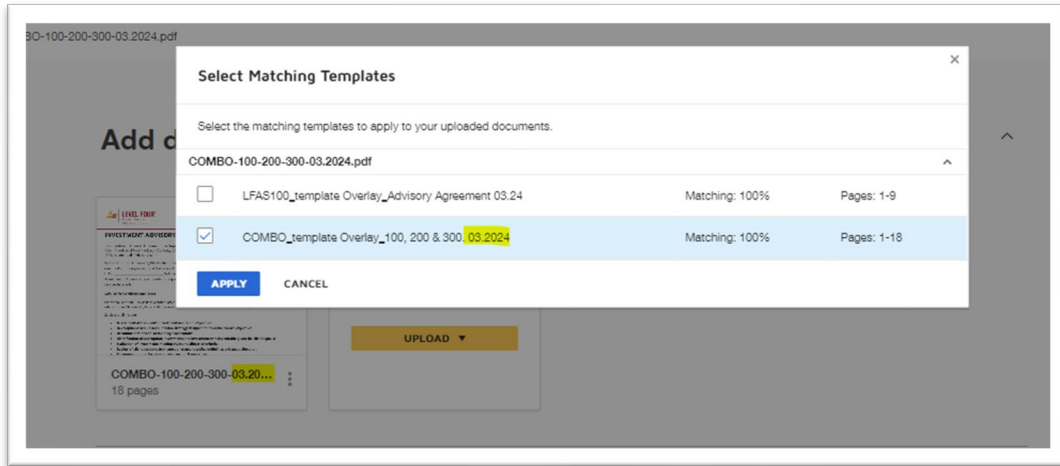 BO-100-200-300-03.2024.pdf
Select Matching Templates
Select the matching templates to apply to your uploaded documents.
Add d
COMBO-100-200-300-03.2024.pdf
LFAS100_template Overlay_Advisory Agreement 03.24 Matching: 100% Pages: 1-9
COMBO_template Overlay_100, 200 & 300. 03.2024 Matching: 100% Pages: 1-18
APPLY CANCEL
LEVEL FOUR
INVESTMENT ADVISORY
UPLOAD
COMBO-100-200-300-03.20...
18 pages